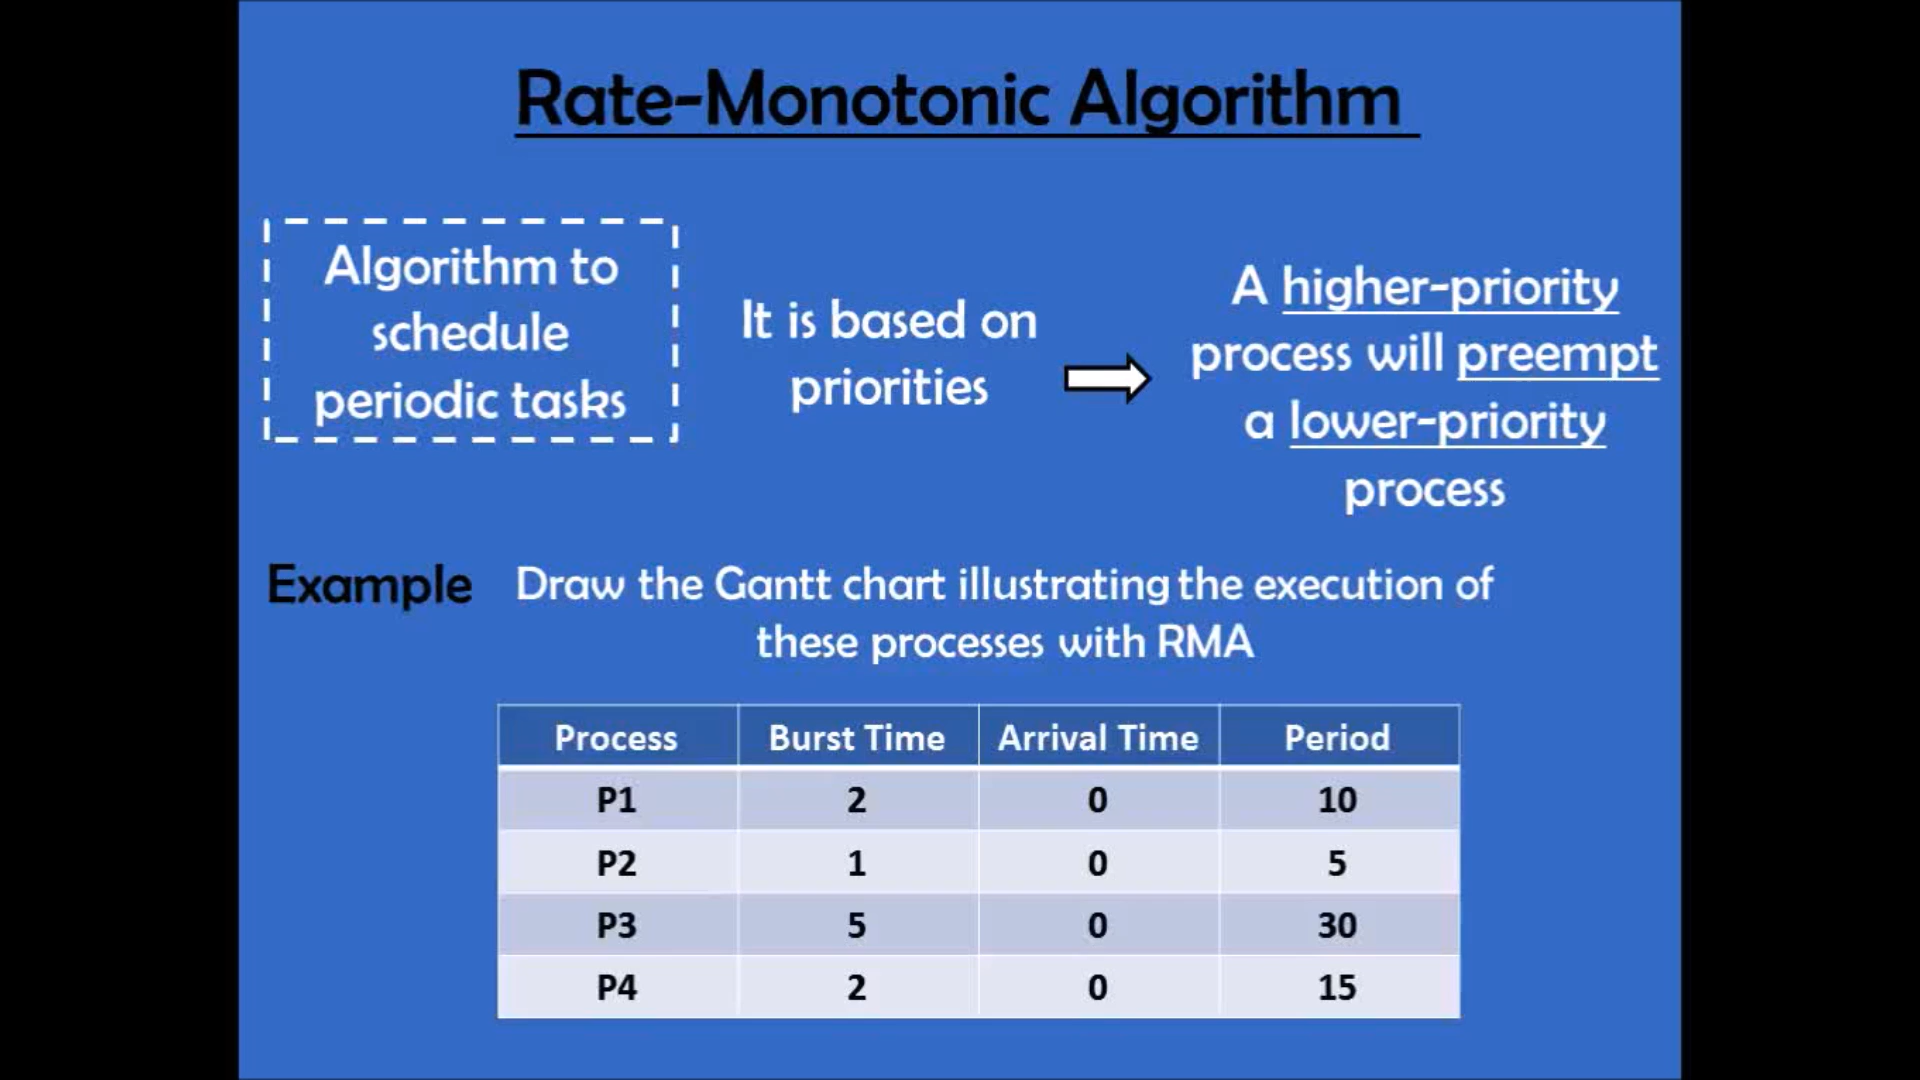 Rate-Monotonic Algorithm
Algorithm to
schedule
periodic tasks
It is based on
priorities
A higher-priority
process will preempt
a lower-priority
process
Example
Draw the Gantt chart illustrating the execution of
these processes with RMA
Process Burst Time Arrival Time Period
P1 2 0 10
P2 1 0 5
P3 5 0 30
P4 2 0 15